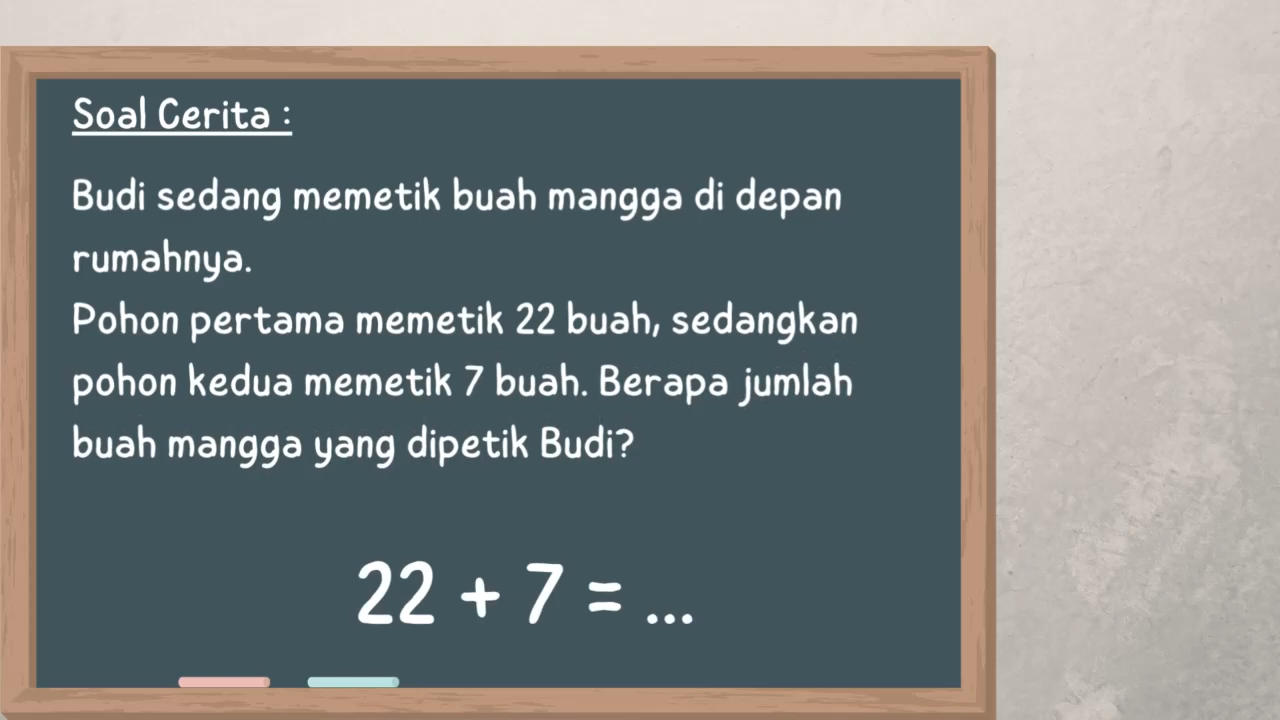 Soal Cerita :
Budi sedang memetik buah mangga di depan
rumahnya.
Pohon pertama memetik 22 buah, sedangkan
pohon kedua memetik 7 buah. Berapa jumlah
buah mangga yang dipetik Budi?
22 + 7 = ...